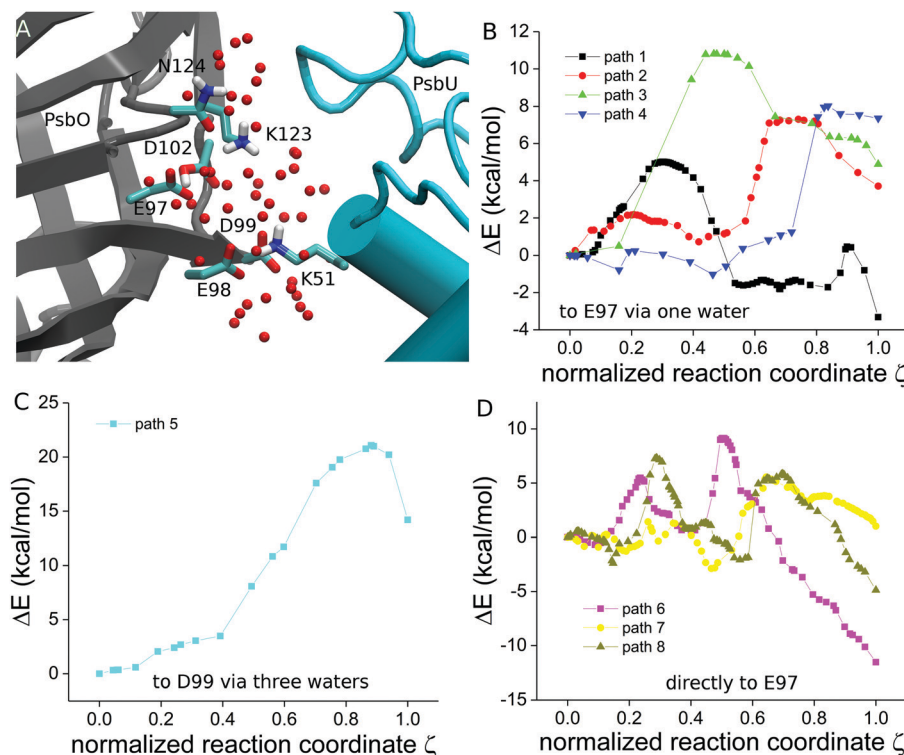 A
N124
PsbU
PsbO
K123
D102
E97
D99
E98
K51
B
12
10
8
6
4
2
0
-2
-4
ΔE (kcal/mol)
path 1
path 2
path 3
path 4
to E97 via one water
0.0 0.2 0.4 0.6 0.8 1.0
normalized reaction coordinate ζ
C
25
20
15
10
5
0
ΔE (kcal/mol)
path 5
to D99 via three waters
0.0 0.2 0.4 0.6 0.8 1.0
normalized reaction coordinate ζ
D
10
5
0
-5
-10
-15
ΔE (kcal/mol)
path 6
path 7
path 8
directly to E97
0.0 0.2 0.4 0.6 0.8 1.0
normalized reaction coordinate ζ